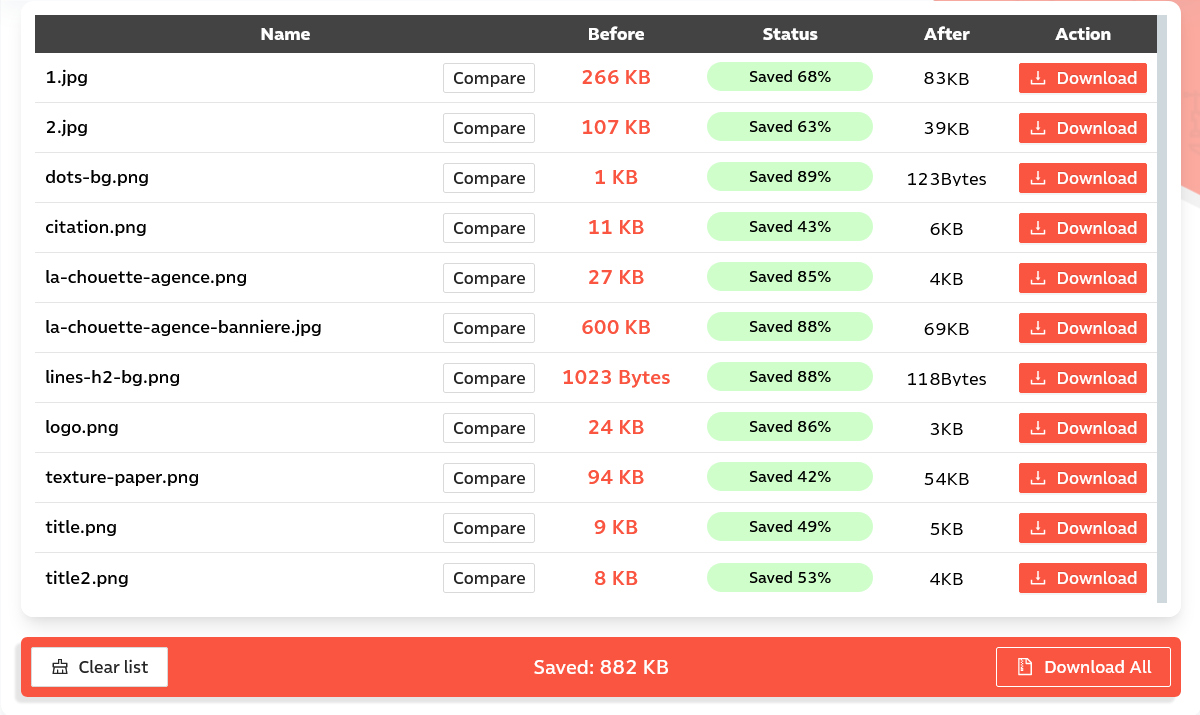 Name Before Status After Action
1.jpg Compare 266 KB Saved 68% 83KB Download
2.jpg Compare 107 KB Saved 63% 39KB Download
dots-bg.png Compare 1 KB Saved 89% 123Bytes Download
citation.png Compare 11 KB Saved 43% 6KB Download
la-chouette-agence.png Compare 27 KB Saved 85% 4KB Download
la-chouette-agence-banniere.jpg Compare 600 KB Saved 88% 69KB Download
lines-h2-bg.png Compare 1023 Bytes Saved 88% 118Bytes Download
logo.png Compare 24 KB Saved 86% 3KB Download
texture-paper.png Compare 94 KB Saved 42% 54KB Download
title.png Compare 9 KB Saved 49% 5KB Download
title2.png Compare 8 KB Saved 53% 4KB Download
Clear list Saved: 882 KB Download All